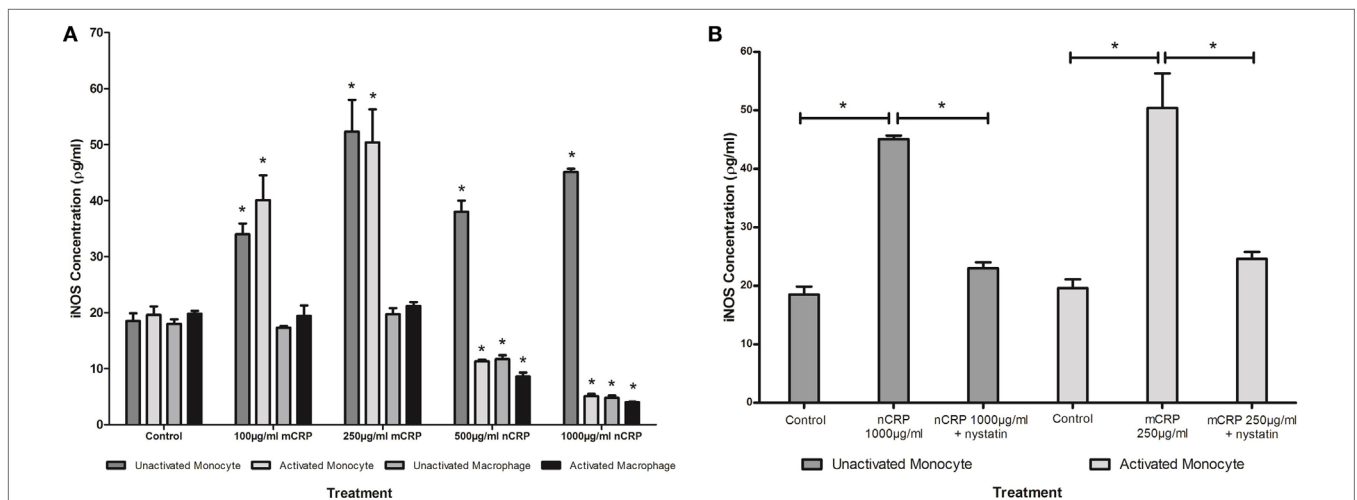 A
70
60
50
40
30
20
10
0
iNOS Concentration (ρg/ml)
* * * * * * * * * * * *
Control 100µg/ml mCRP 250µg/ml mCRP 500µg/ml nCRP 1000µg/ml nCRP
Unactivated Monocyte Activated Monocyte Unactivated Macrophage Activated Macrophage
Treatment
B
60
50
40
30
20
10
0
iNOS Concentration (ρg/ml)
* * * *
Control nCRP 1000µg/ml nCRP 1000µg/ml + nystatin Control mCRP 250µg/ml mCRP 250µg/ml + nystatin
Unactivated Monocyte Activated Monocyte
Treatment